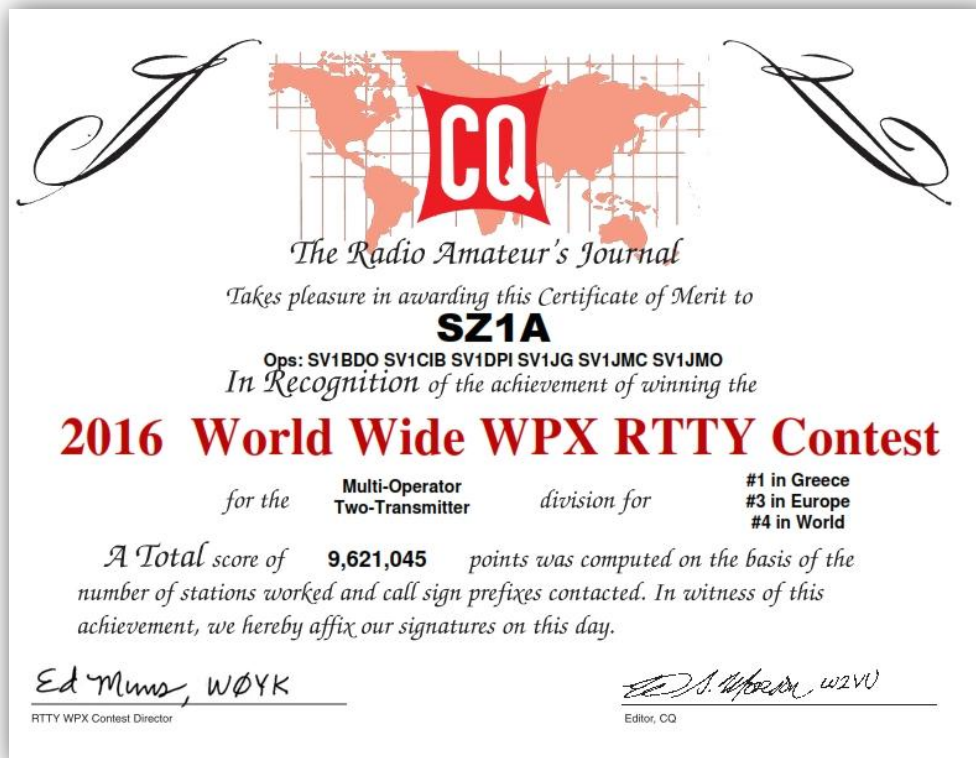 CQ
The Radio Amateur's Journal
Takes pleasure in awarding this Certificate of Merit to
SZ1A
Ops: SV1BDO SV1CIB SV1DPI SV1JG SV1JMC SV1JMO
In Recognition of the achievement of winning the
2016 World Wide WPX RTTY Contest
for the Multi-Operator Two-Transmitter division for #1 in Greece #3 in Europe #4 in World
A Total score of 9,621,045 points was computed on the basis of the
number of stations worked and call sign prefixes contacted. In witness of this
achievement, we hereby affix our signatures on this day.
Ed Muns, WØYK
W2VU
RTTY WPX Contest Director
Editor, CQ